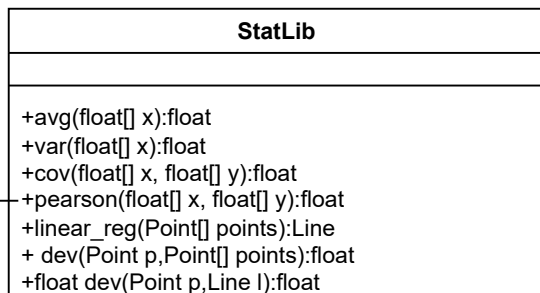 StatLib
+avg(float[] x):float
+var(float[] x):float
+cov(float[] x, float[] y):float
+pearson(float[] x, float[] y):float
+linear_reg(Point[] points):Line
+ dev(Point p,Point[] points):float
+float dev(Point p,Line l):float